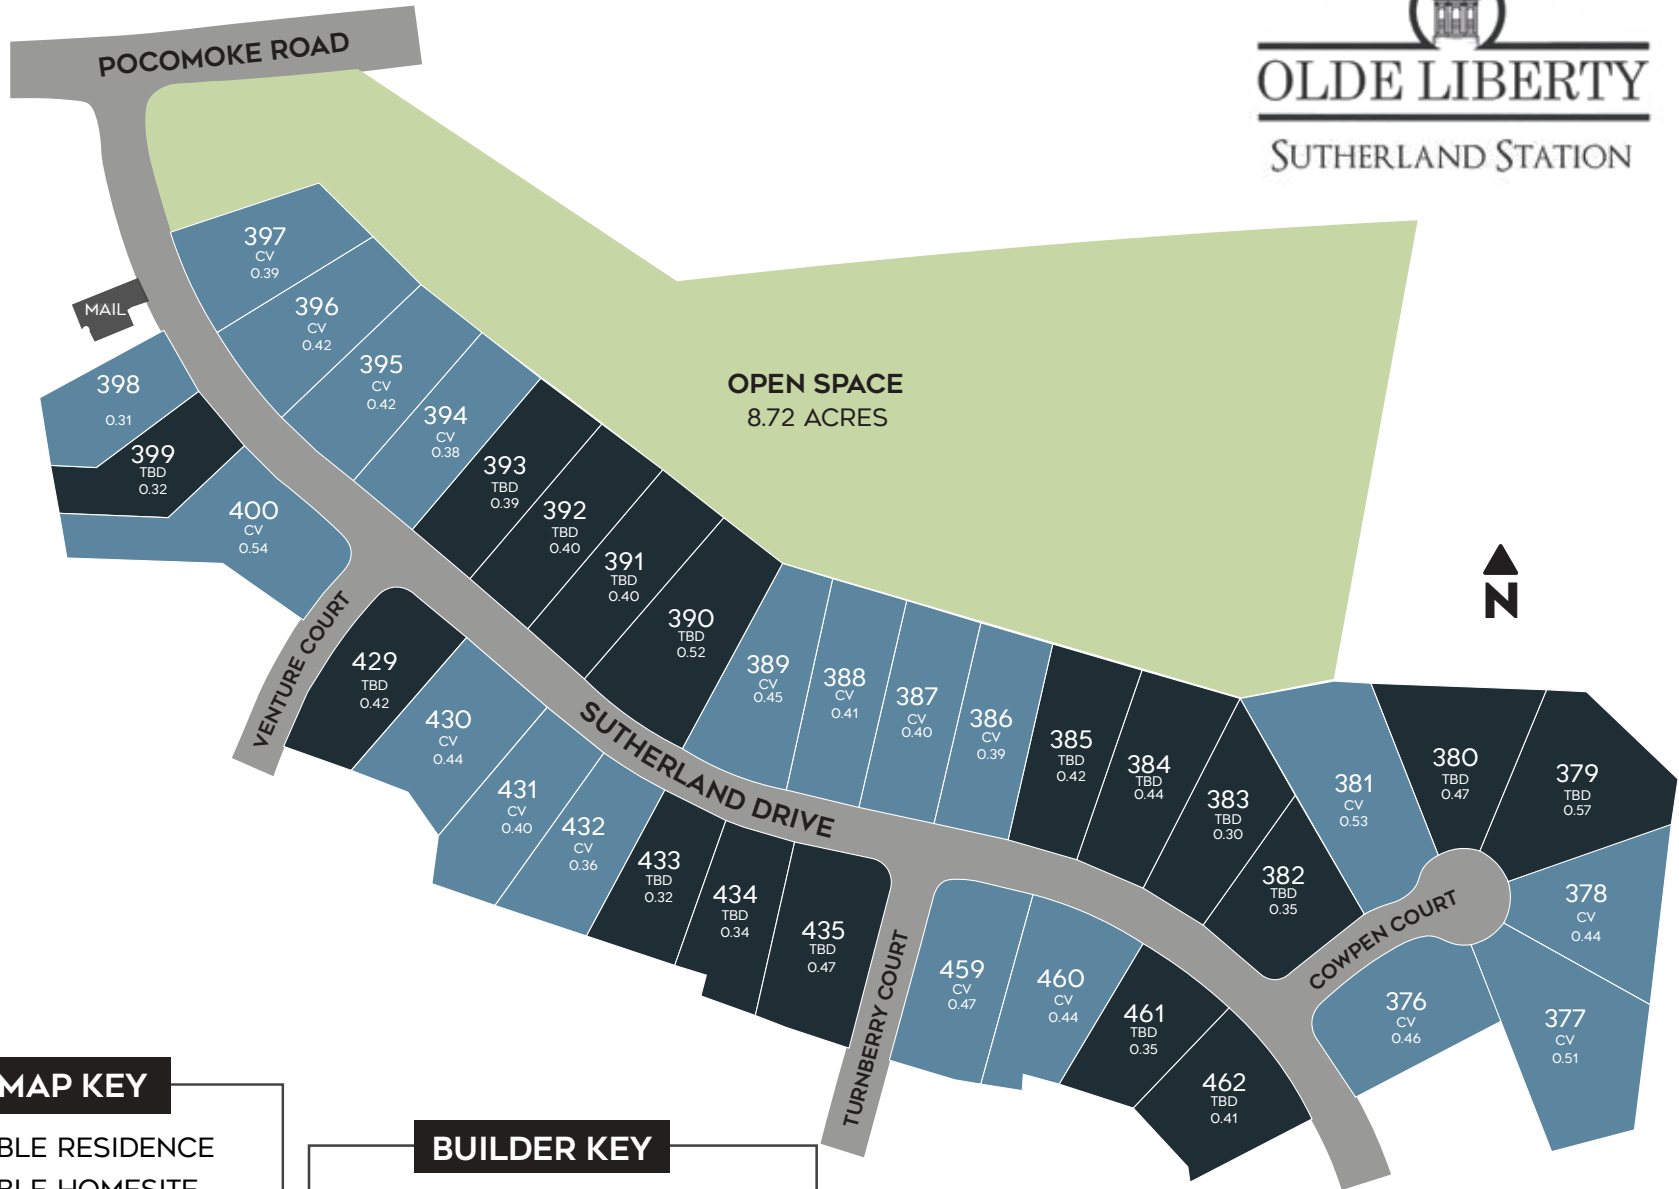 POCOMOKE ROAD
OLDE LIBERTY
SUTHERLAND STATION
397
CV
0.39
396
CV
0.42
MAIL
395
CV
0.42
398
0.31
394
CV
0.38
OPEN SPACE
8.72 ACRES
399
TBD
0.32
393
TBD
0.39
400
CV
0.54
392
TBD
0.40
391
TBD
0.40
390
TBD
0.52
N
VENTURE COURT
429
TBD
0.42
389
CV
0.45
388
CV
0.41
387
CV
0.40
386
CV
0.39
430
CV
0.44
SUTHERLAND DRIVE
385
TBD
0.42
384
TBD
0.44
383
TBD
0.30
381
CV
0.53
380
TBD
0.47
379
TBD
0.57
431
CV
0.40
432
CV
0.36
433
TBD
0.32
434
TBD
0.34
435
TBD
0.47
382
TBD
0.35
378
CV
0.44
COWPEN COURT
TURNBERRY COURT
459
CV
0.47
460
CV
0.44
461
TBD
0.35
376
CV
0.46
377
CV
0.51
462
TBD
0.41
MAP KEY
BLE RESIDENCE
BLE HOMESITE
BUILDER KEY